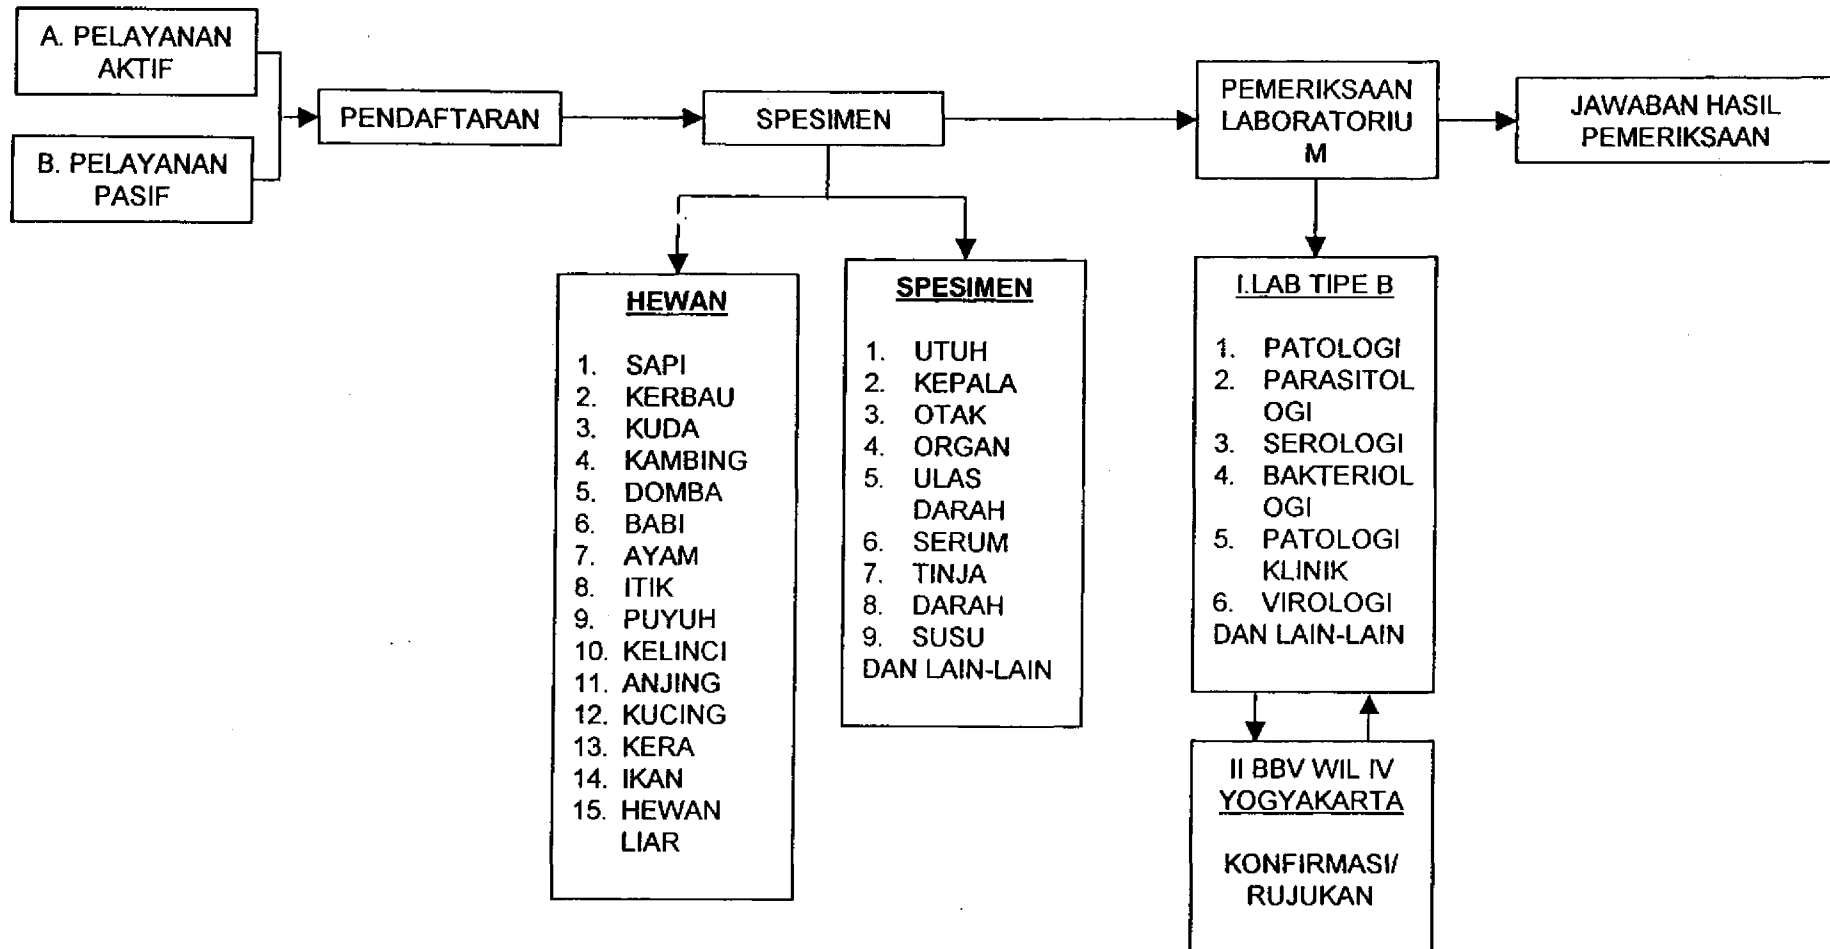 A. PELAYANAN
AKTIF
B. PELAYANAN
PASIF
PENDAFTARAN
SPESIMEN
PEMERIKSAAN
LABORATORIU
M
JAWABAN HASIL
PEMERIKSAAN
HEWAN
1. SAPI
2. KERBAU
3. KUDA
4. KAMBING
5. DOMBA
6. BABI
7. AYAM
8. ITIK
9. PUYUH
10. KELINCI
11. ANJING
12. KUCING
13. KERA
14. IKAN
15. HEWAN
LIAR
SPESIMEN
1. UTUH
2. KEPALA
3. OTAK
4. ORGAN
5. ULAS
DARAH
6. SERUM
7. TINJA
8. DARAH
9. SUSU
DAN LAIN-LAIN
I.LAB TIPE B
1. PATOLOGI
2. PARASITOL
OGI
3. SEROLOGI
4. BAKTERIOL
OGI
5. PATOLOGI
KLINIK
6. VIROLOGI
DAN LAIN-LAIN
II BBV WIL IV
YOGYAKARTA
KONFIRMASI/
RUJUKAN